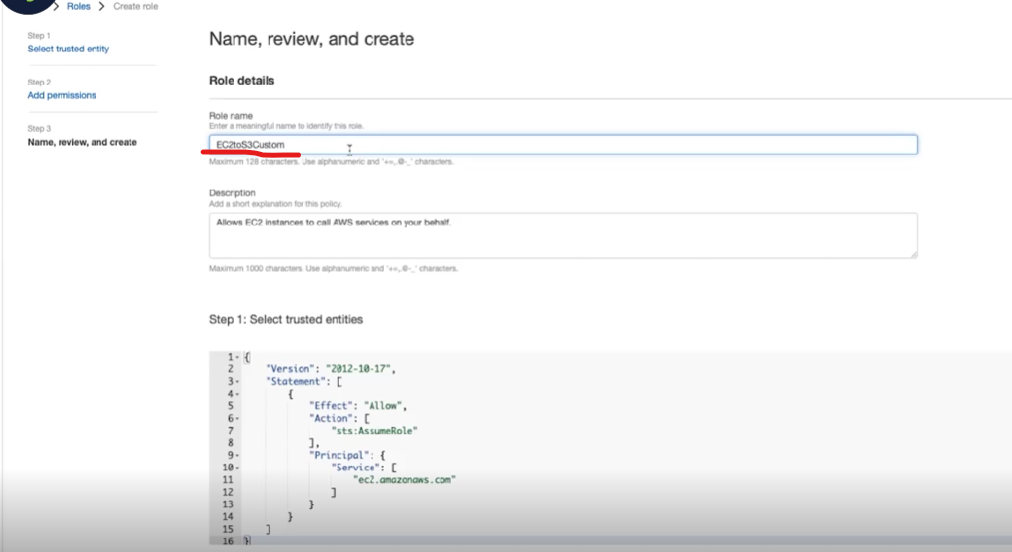 Roles > Create role
Step 1
Select trusted entity
Step 2
Add permissions
Step 3
Name, review, and create
Name, review, and create
Role details
Role name
Enter a meaningful name to identify this role.
EC2toS3Custom
Maximum 128 characters. Use alphanumeric and '+=,.@-_' characters.
Description
Add a short explanation for this policy.
Allows EC2 instances to call AWS services on your behalf.
Maximum 1000 characters. Use alphanumeric and '+=,.@-_' characters.
Step 1: Select trusted entities
1 {
2 "Version": "2012-10-17",
3 "Statement": [
4 {
5 "Effect": "Allow",
6 "Action": [
7 "sts:AssumeRole"
8 ],
9 "Principal": {
10 "Service": [
11 "ec2.amazonaws.com"
12 ]
13 }
14 }
15 ]
16 }